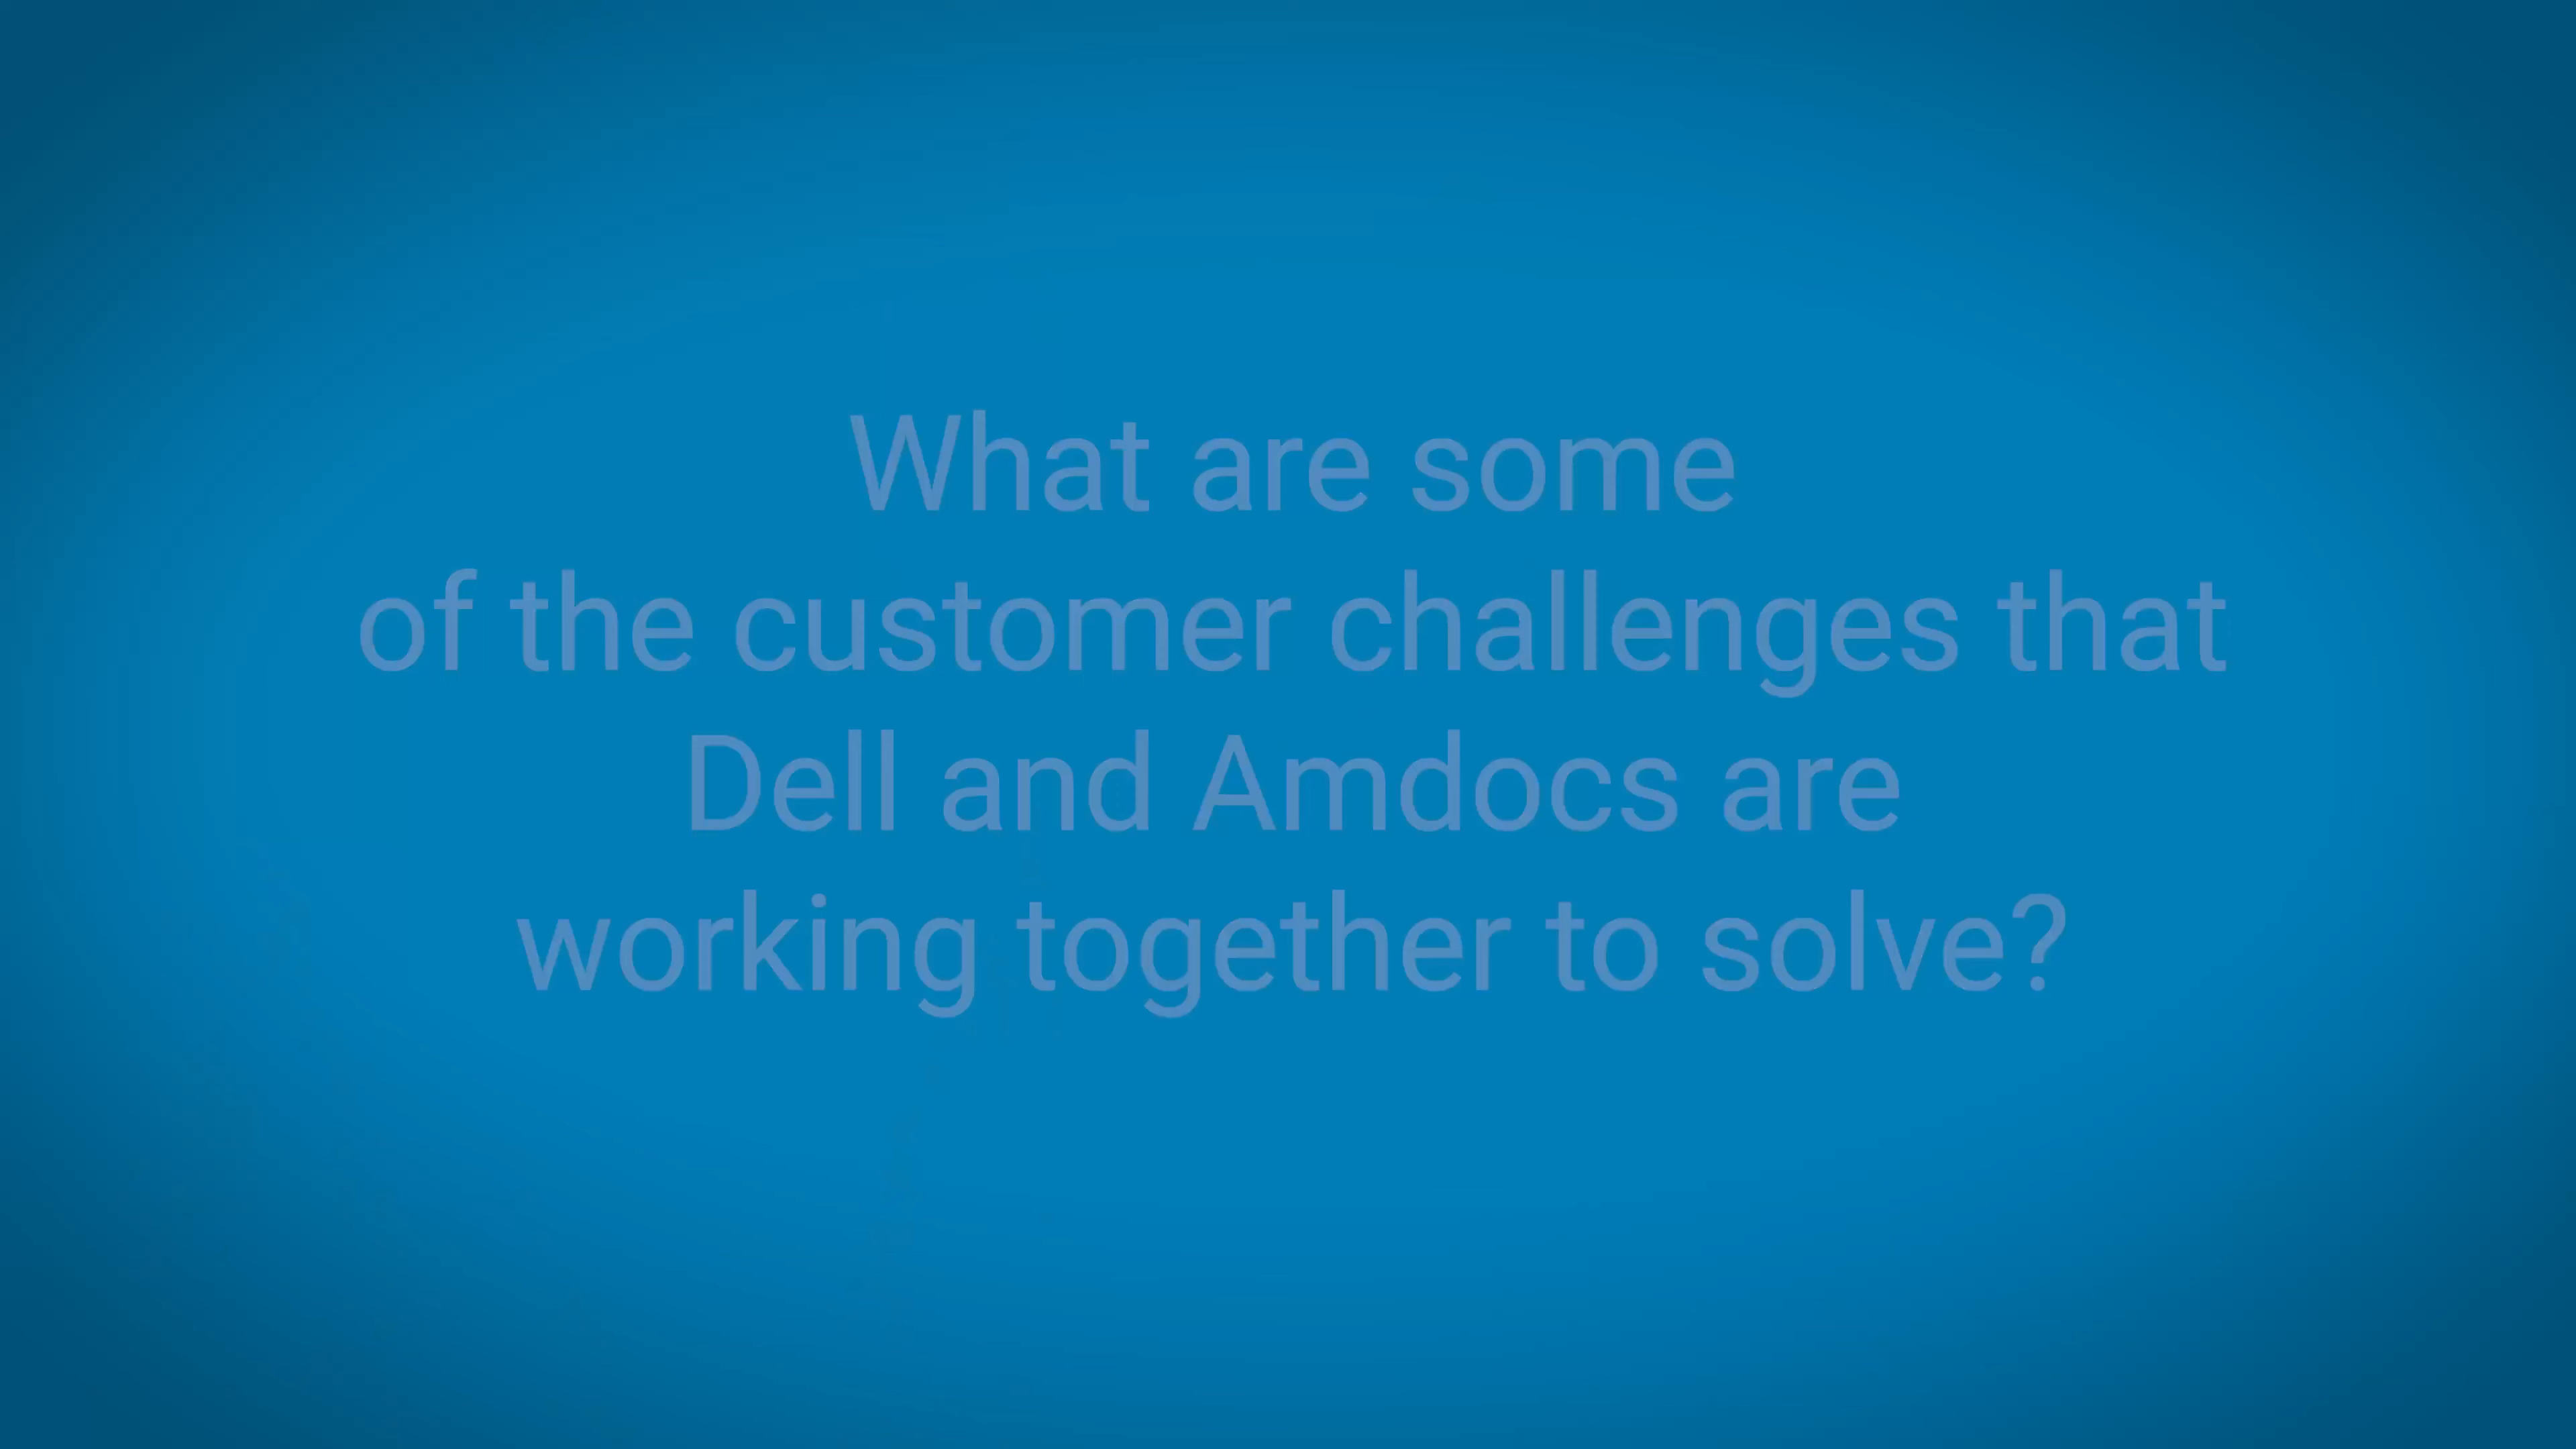 What are some
of the customer challenges that
Dell and Amdocs are
working together to solve?